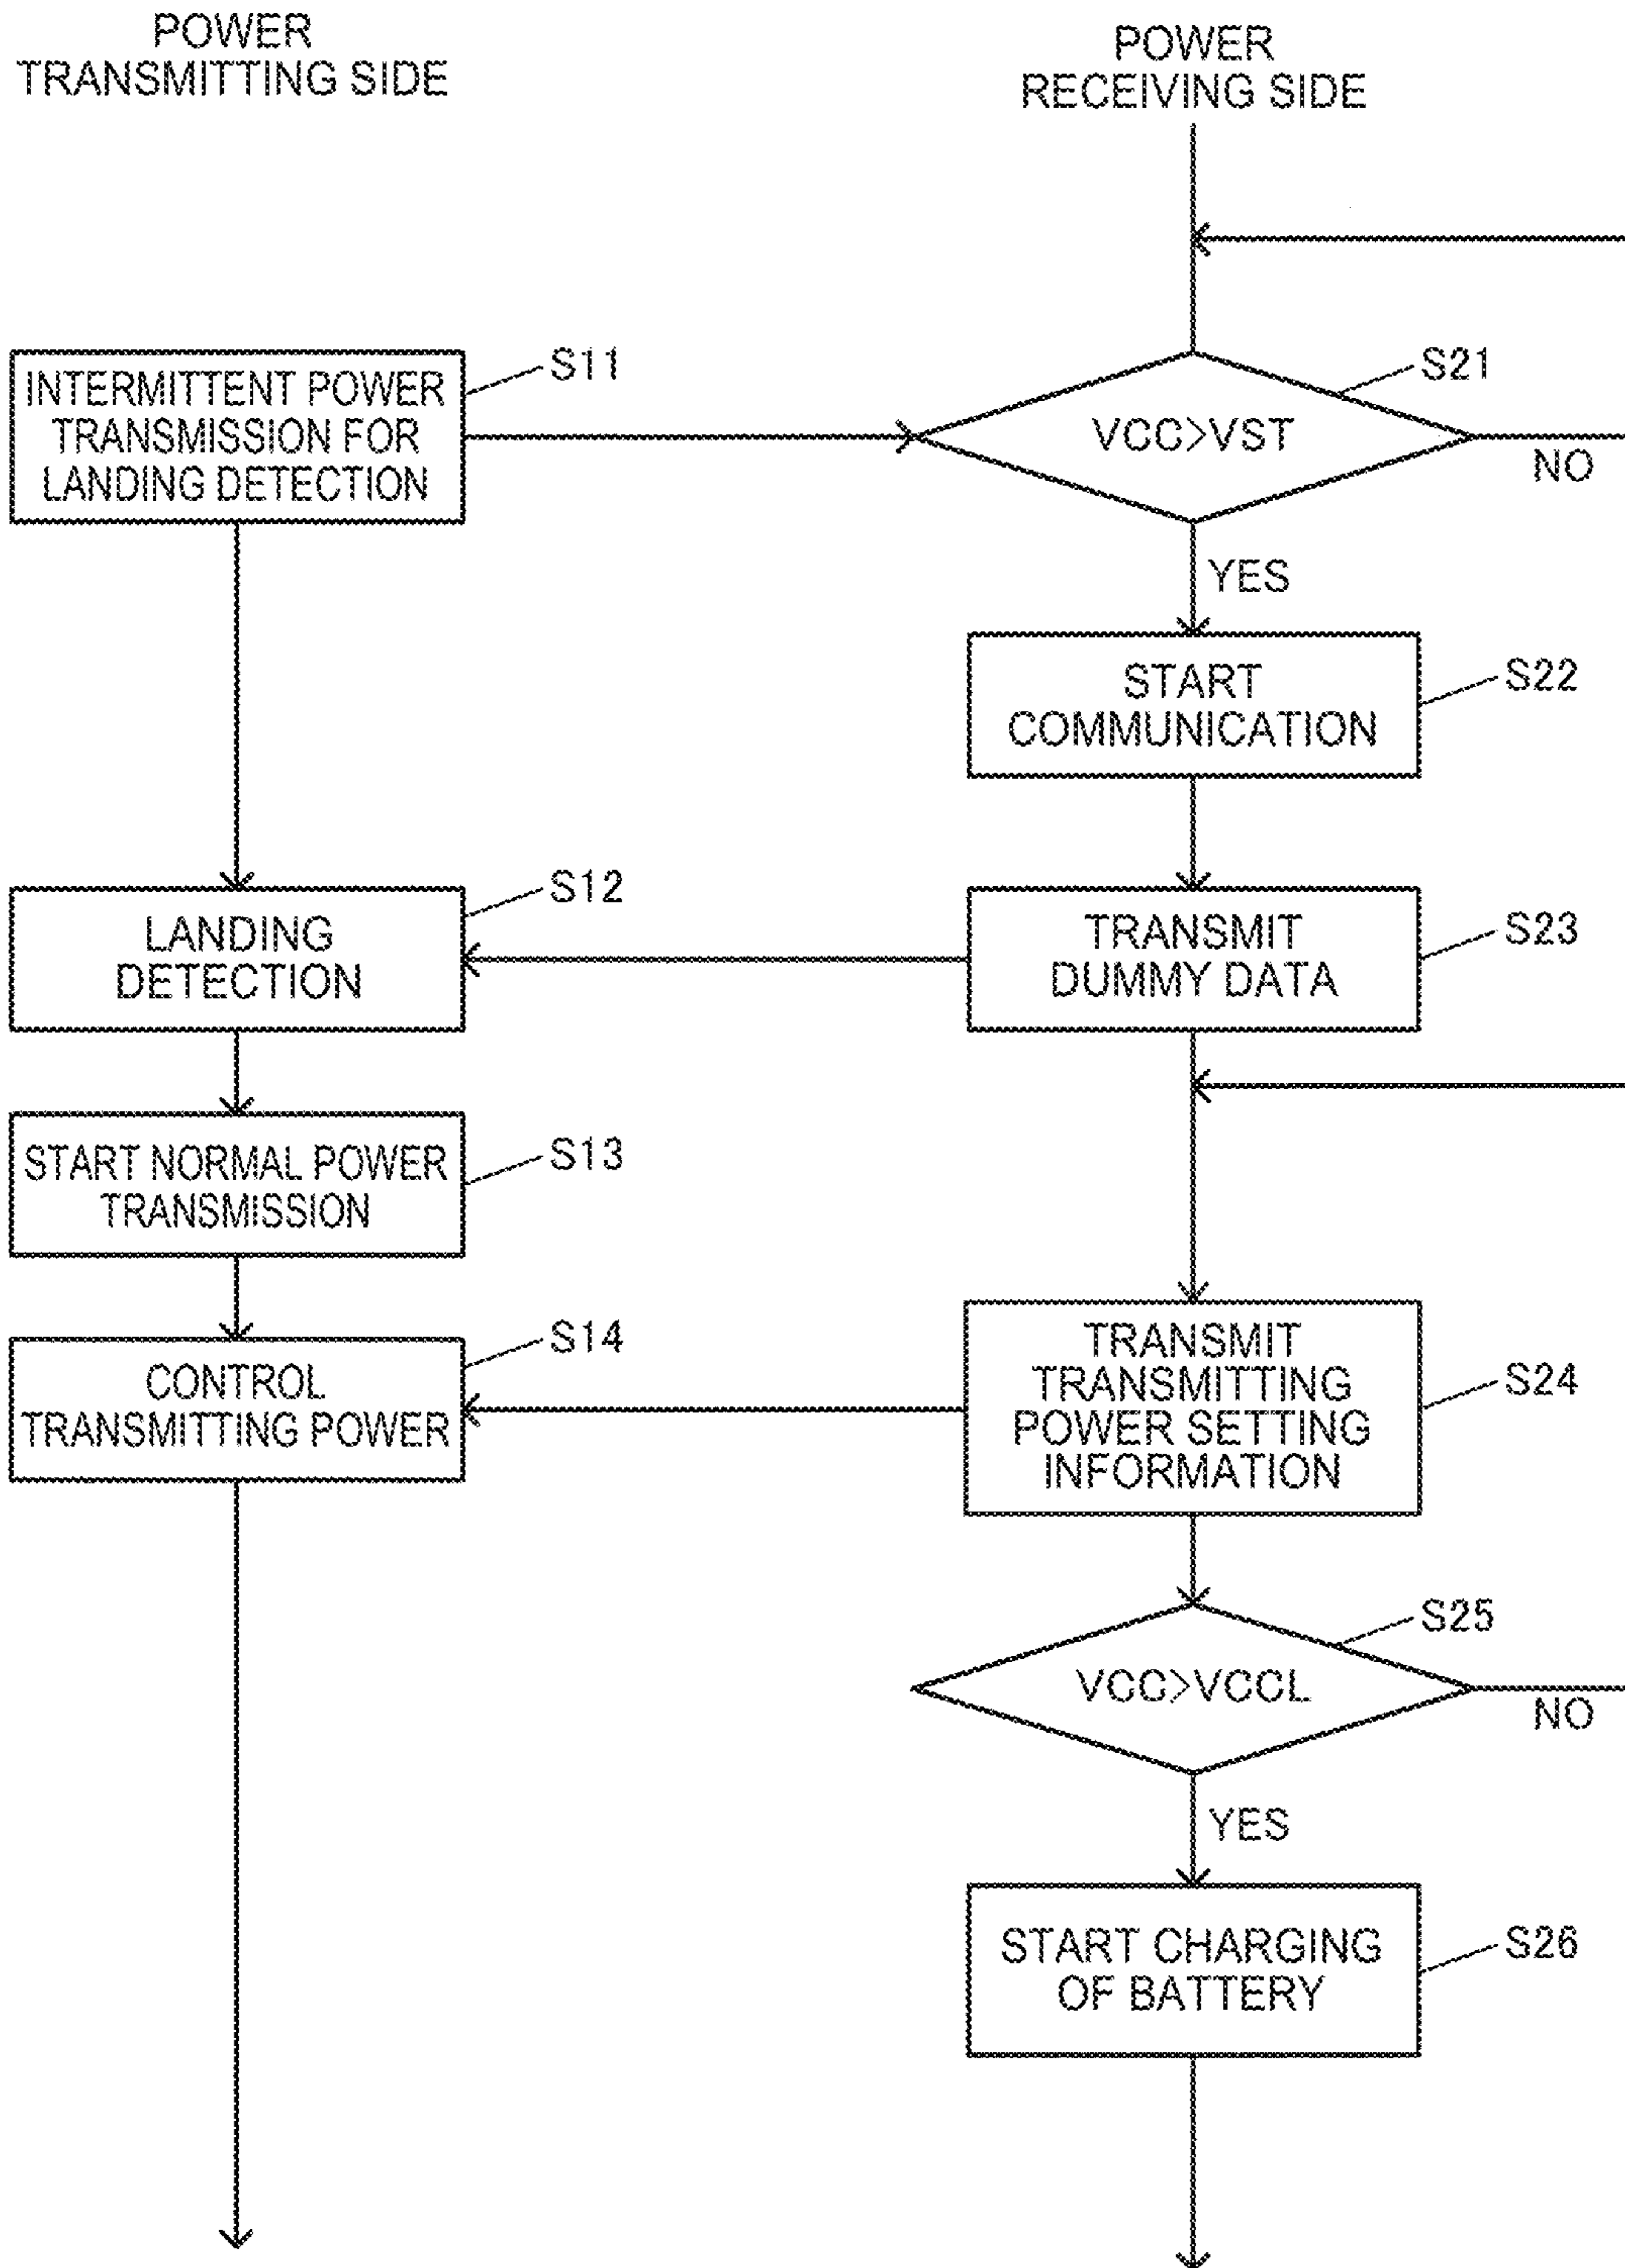 POWER
TRANSMITTING SIDE
POWER
RECEIVING SIDE
INTERMITTENT POWER
TRANSMISSION FOR
LANDING DETECTION
S11
VCC>VST
S21
NO
YES
START
COMMUNICATION
S22
LANDING
DETECTION
S12
TRANSMIT
DUMMY DATA
S23
START NORMAL POWER
TRANSMISSION
S13
CONTROL
TRANSMITTING POWER
S14
TRANSMIT
TRANSMITTING
POWER SETTING
INFORMATION
S24
VCC>VCCL
S25
NO
YES
START CHARGING
OF BATTERY
S26